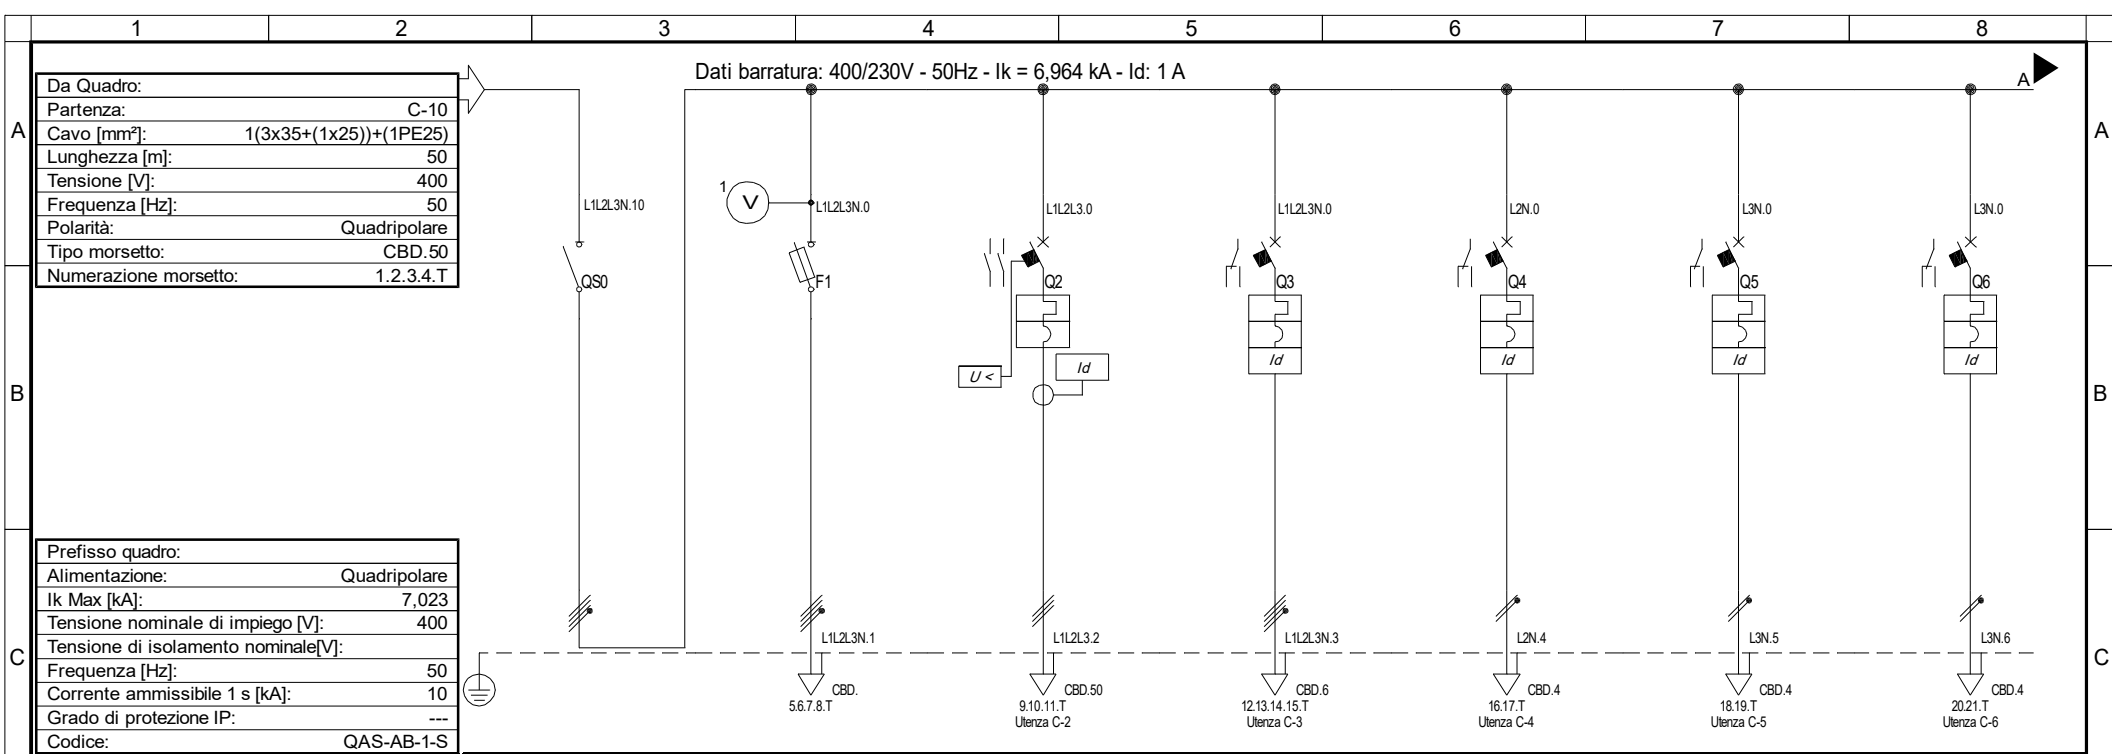 1 2 3 4 5 6 7 8
Dati barratura: 400/230V - 50Hz - Ik = 6,964 kA - Id: 1 A
A
A A
Da Quadro:
Partenza: C-10
Cavo [mm²]: 1(3x35+(1x25))+(1PE25)
Lunghezza [m]: 50
Tensione [V]: 400
Frequenza [Hz]: 50
Polarità: Quadripolare
Tipo morsetto: CBD.50
Numerazione morsetto: 1.2.3.4.T
1
V
L1L2L3N.10 L1L2L3N.0 L1L2L3.0 L1L2L3N.0 L2N.0 L3N.0 L3N.0
QS0 F1 Q2 Q3 Q4 Q5 Q6
U < Id Id Id Id Id
B B
Prefisso quadro:
Alimentazione: Quadripolare
Ik Max [kA]: 7,023
Tensione nominale di impiego [V]: 400
Tensione di isolamento nominale[V]:
Frequenza [Hz]: 50
Corrente ammissibile 1 s [kA]: 10
Grado di protezione IP: ---
Codice: QAS-AB-1-S
L1L2L3N.1 L1L2L3.2 L1L2L3N.3 L2N.4 L3N.5 L3N.6
C C
CBD. CBD.50 CBD.6 CBD.4 CBD.4 CBD.4
5.6.7.8.T 9.10.11.T 12.13.14.15.T 16.17.T 18.19.T 20.21.T
Utenza C-2 Utenza C-3 Utenza C-4 Utenza C-5 Utenza C-6